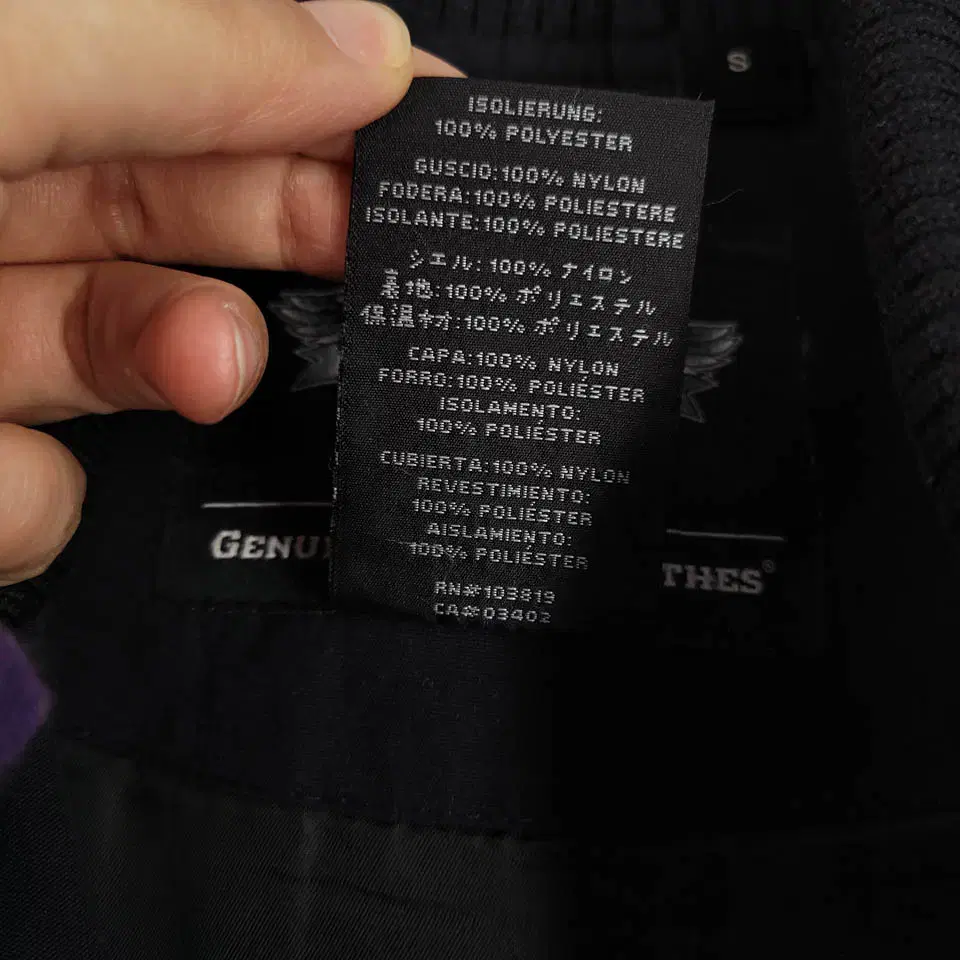 S
ISOLIERUNG:
100% POLYESTER
GUSCIO:100% NYLON
FODERA:100% POLIESTERE
ISOLANTE:100% POLIESTERE
シエル:100% ナイロン
裏地:100% ポリエステル
保温材:100% ポリエステル
CAPA:100% NYLON
FORRO:100% POLIÉSTER
ISOLAMENTO:
100% POLIÉSTER
CUBIERTA:100% NYLON
REVESTIMIENTO:
100% POLIÉSTER
AISLAMIENTO:
100% POLIÉSTER
RN#103819
CA#03402